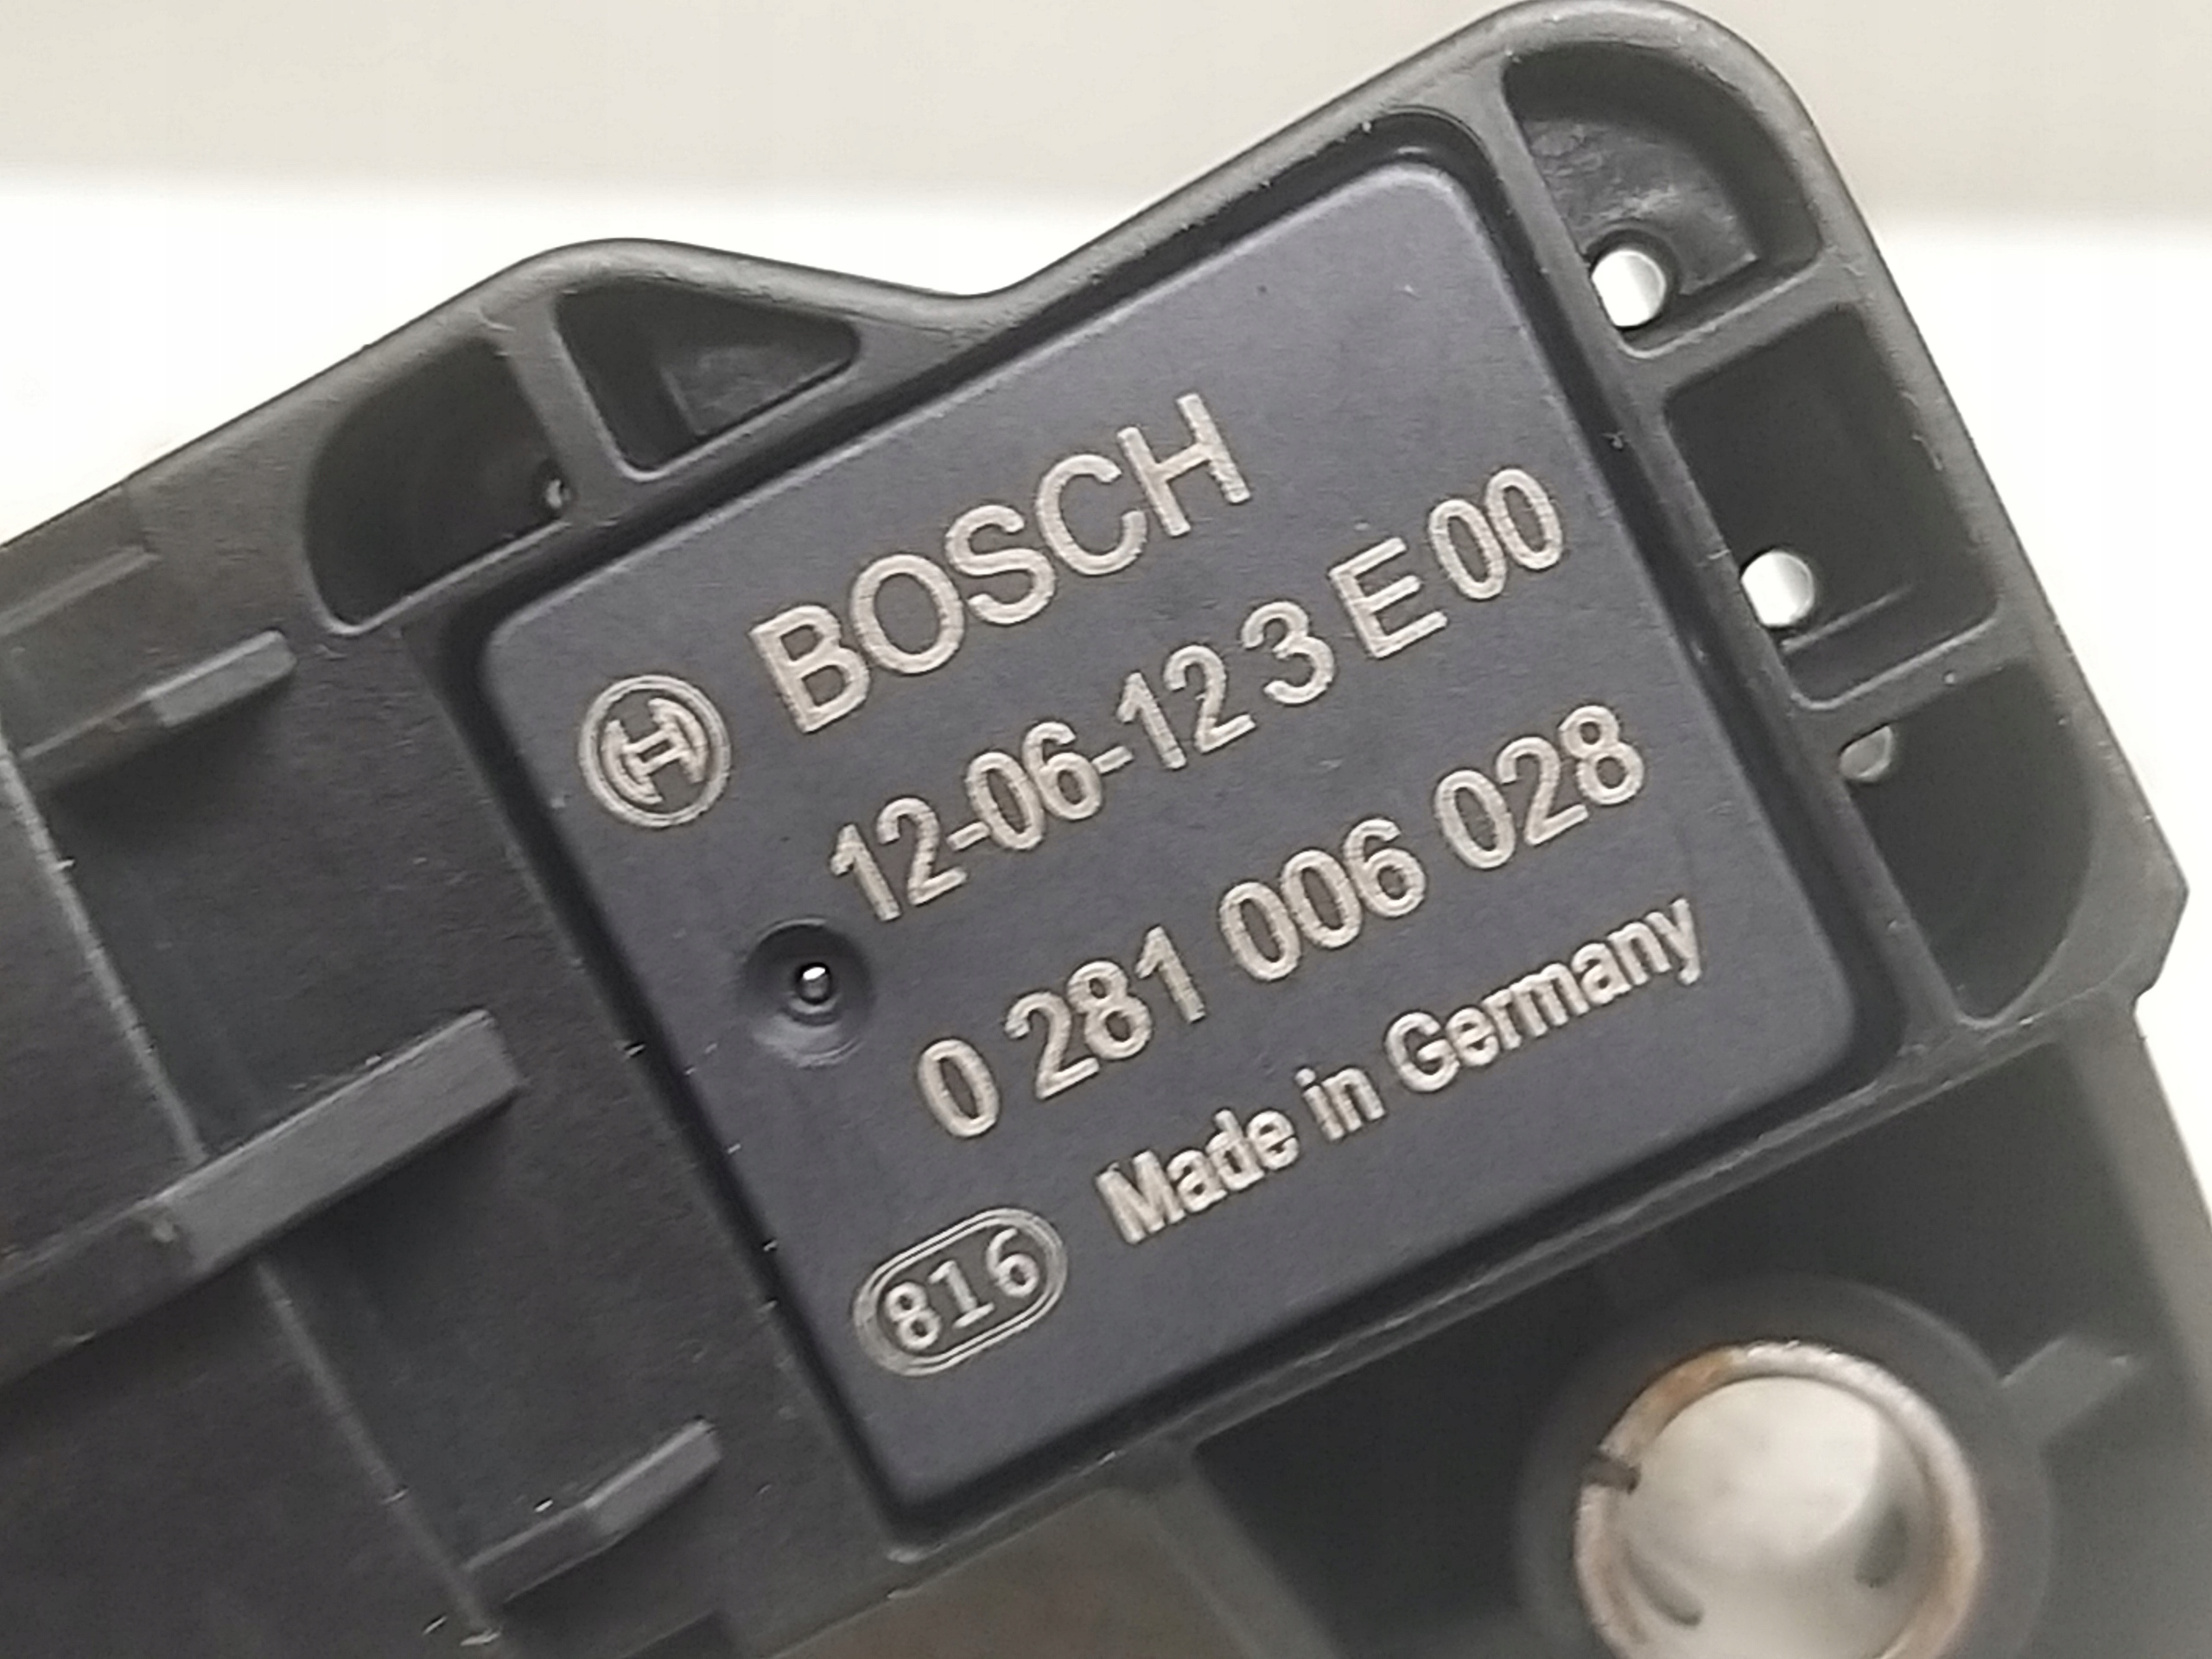 BOSCH
12-06-12 3 E 00
0 281 006 028
Made in Germany
816